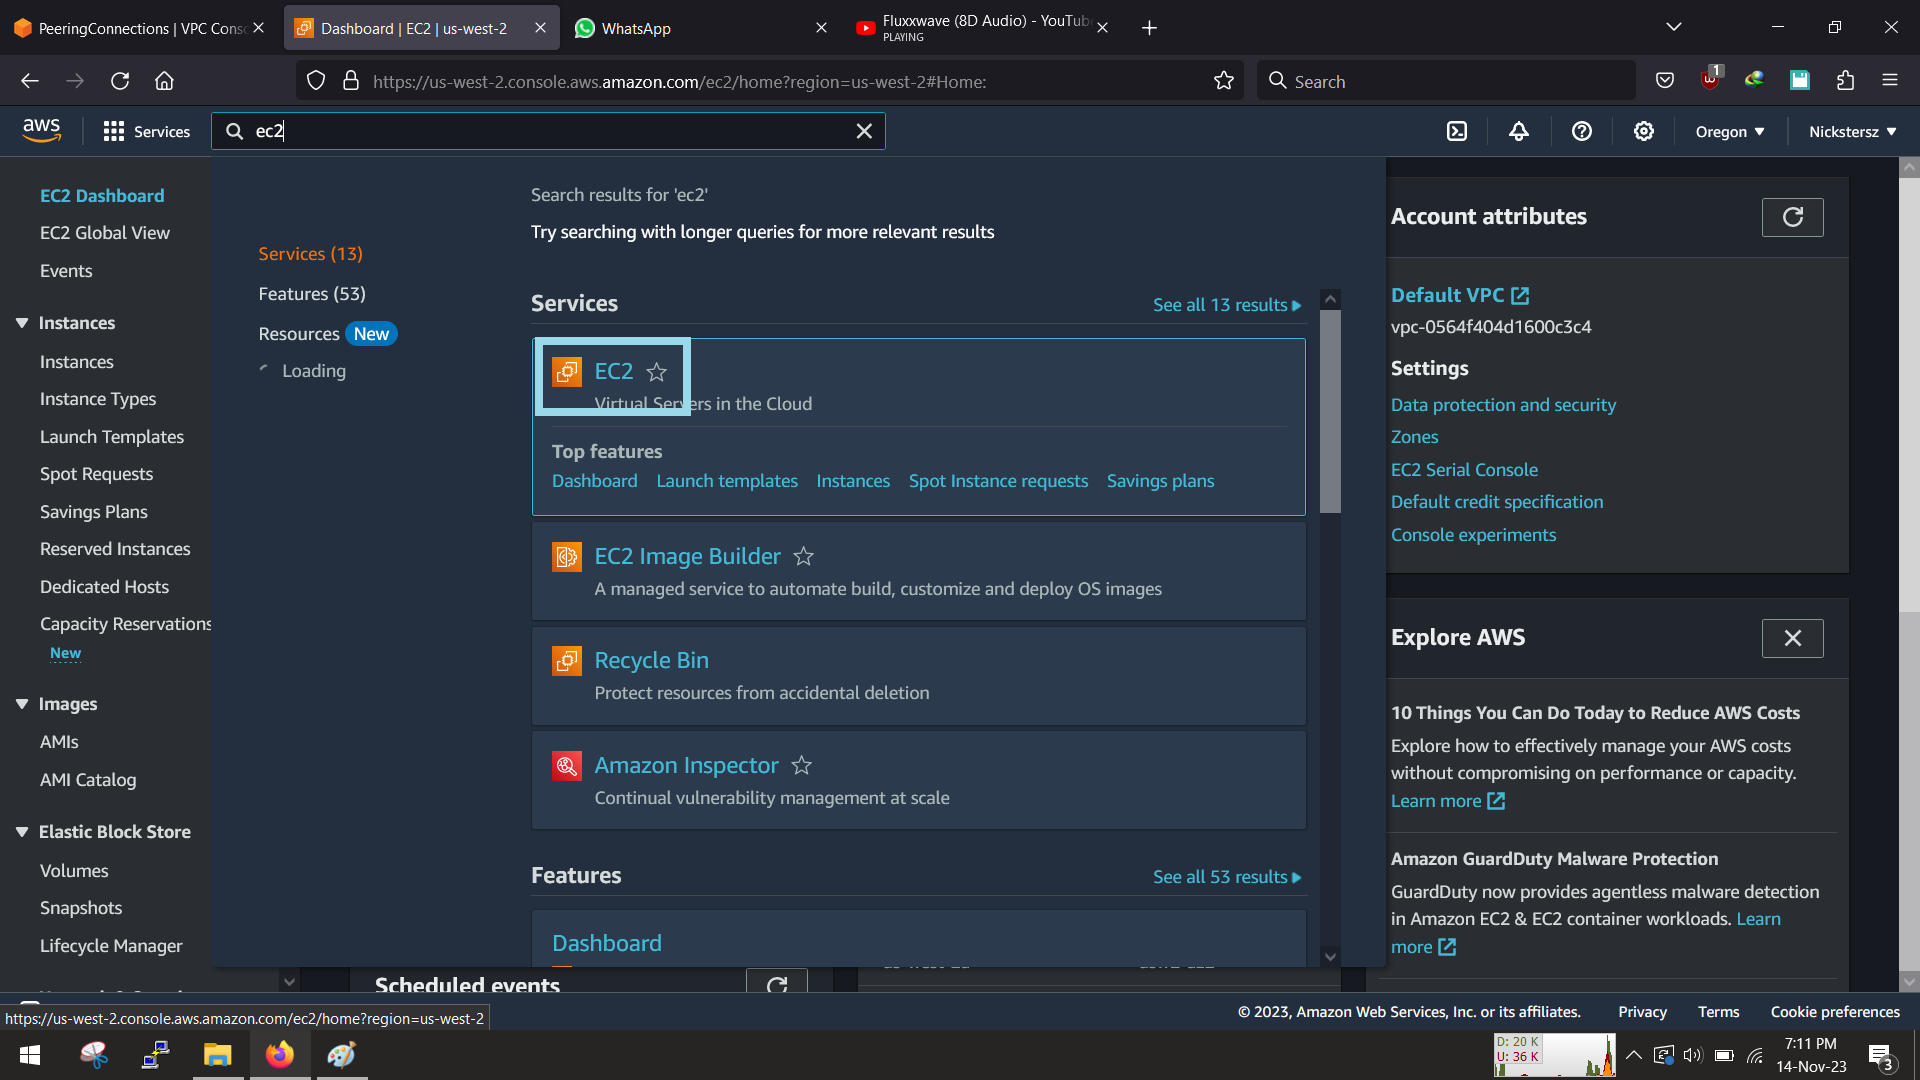 PeeringConnections | VPC Cons
Dashboard | EC2 | us-west-2
WhatsApp
Fluxxwave (8D Audio) - YouTub
PLAYING
https://us-west-2.console.aws.amazon.com/ec2/home?region=us-west-2#Home:
Search
1
aws
Services
ec2
Oregon
Nickstersz
EC2 Dashboard
EC2 Global View
Events
Instances
Instances
Instance Types
Launch Templates
Spot Requests
Savings Plans
Reserved Instances
Dedicated Hosts
Capacity Reservations
New
Images
AMIs
AMI Catalog
Elastic Block Store
Volumes
Snapshots
Lifecycle Manager
Services (13)
Features (53)
Resources New
Loading
Search results for 'ec2'
Try searching with longer queries for more relevant results
Services
See all 13 results
EC2
Virtual Servers in the Cloud
Top features
Dashboard Launch templates Instances Spot Instance requests Savings plans
EC2 Image Builder
A managed service to automate build, customize and deploy OS images
Recycle Bin
Protect resources from accidental deletion
Amazon Inspector
Continual vulnerability management at scale
Features
See all 53 results
Dashboard
Scheduled events
Account attributes
Default VPC
vpc-0564f404d1600c3c4
Settings
Data protection and security
Zones
EC2 Serial Console
Default credit specification
Console experiments
Explore AWS
10 Things You Can Do Today to Reduce AWS Costs
Explore how to effectively manage your AWS costs
without compromising on performance or capacity.
Learn more
Amazon GuardDuty Malware Protection
GuardDuty now provides agentless malware detection
in Amazon EC2 & EC2 container workloads. Learn
more
https://us-west-2.console.aws.amazon.com/ec2/home?region=us-west-2
© 2023, Amazon Web Services, Inc. or its affiliates.
Privacy
Terms
Cookie preferences
D: 20 K
U: 36 K
7:11 PM
14-Nov-23
3